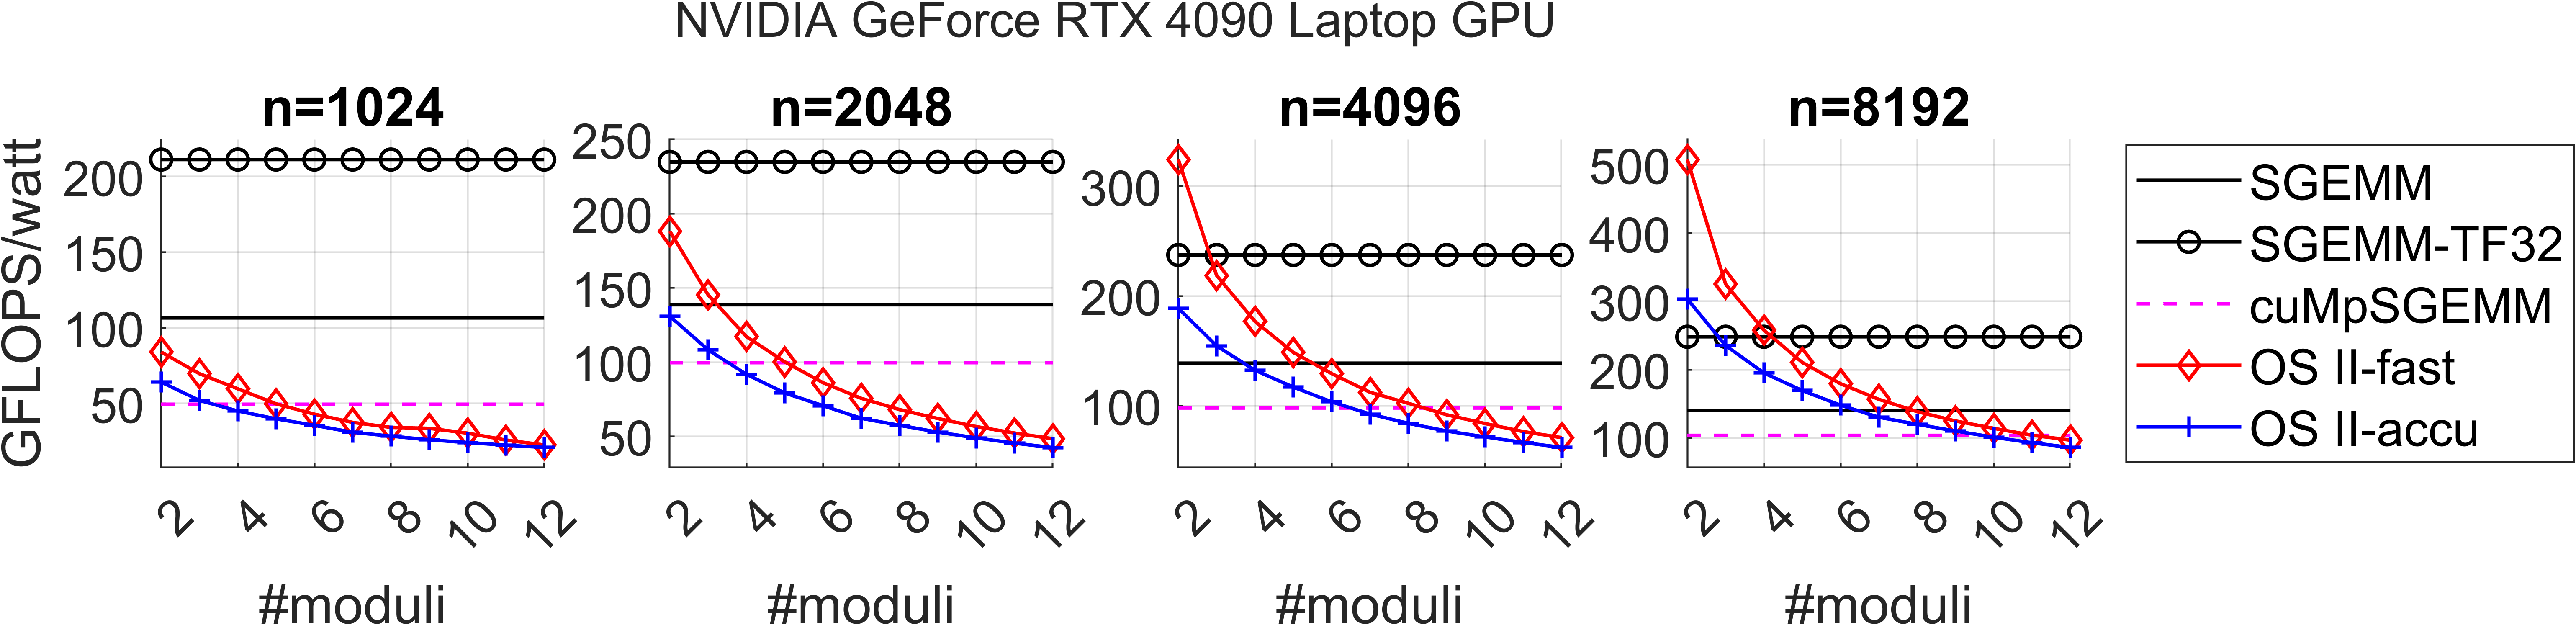 NVIDIA GeForce RTX 4090 Laptop GPU
n=1024
n=2048
n=4096
n=8192
GFLOPS/watt
200
150
100
50
2 4 6 8 10 12
#moduli
250
200
150
100
50
2 4 6 8 10 12
#moduli
300
200
100
2 4 6 8 10 12
#moduli
500
400
300
200
100
2 4 6 8 10 12
#moduli
SGEMM
SGEMM-TF32
cuMpSGEMM
OS II-fast
OS II-accu